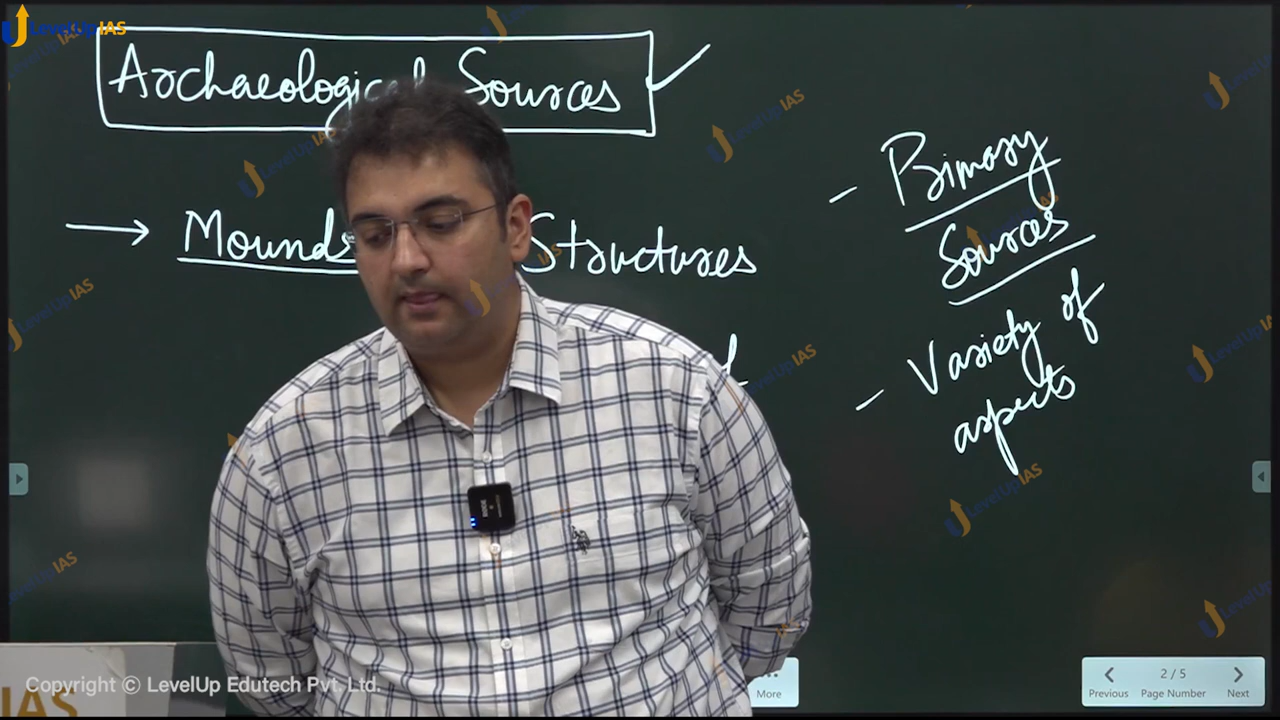 LevelUp IAS
Archaeological Sources
→ Mounds Structures
- Primary
Sources
- Variety of
aspects
Copyright © LevelUp Edutech Pvt. Ltd.
IAS
More
2 / 5
Previous Page Number Next